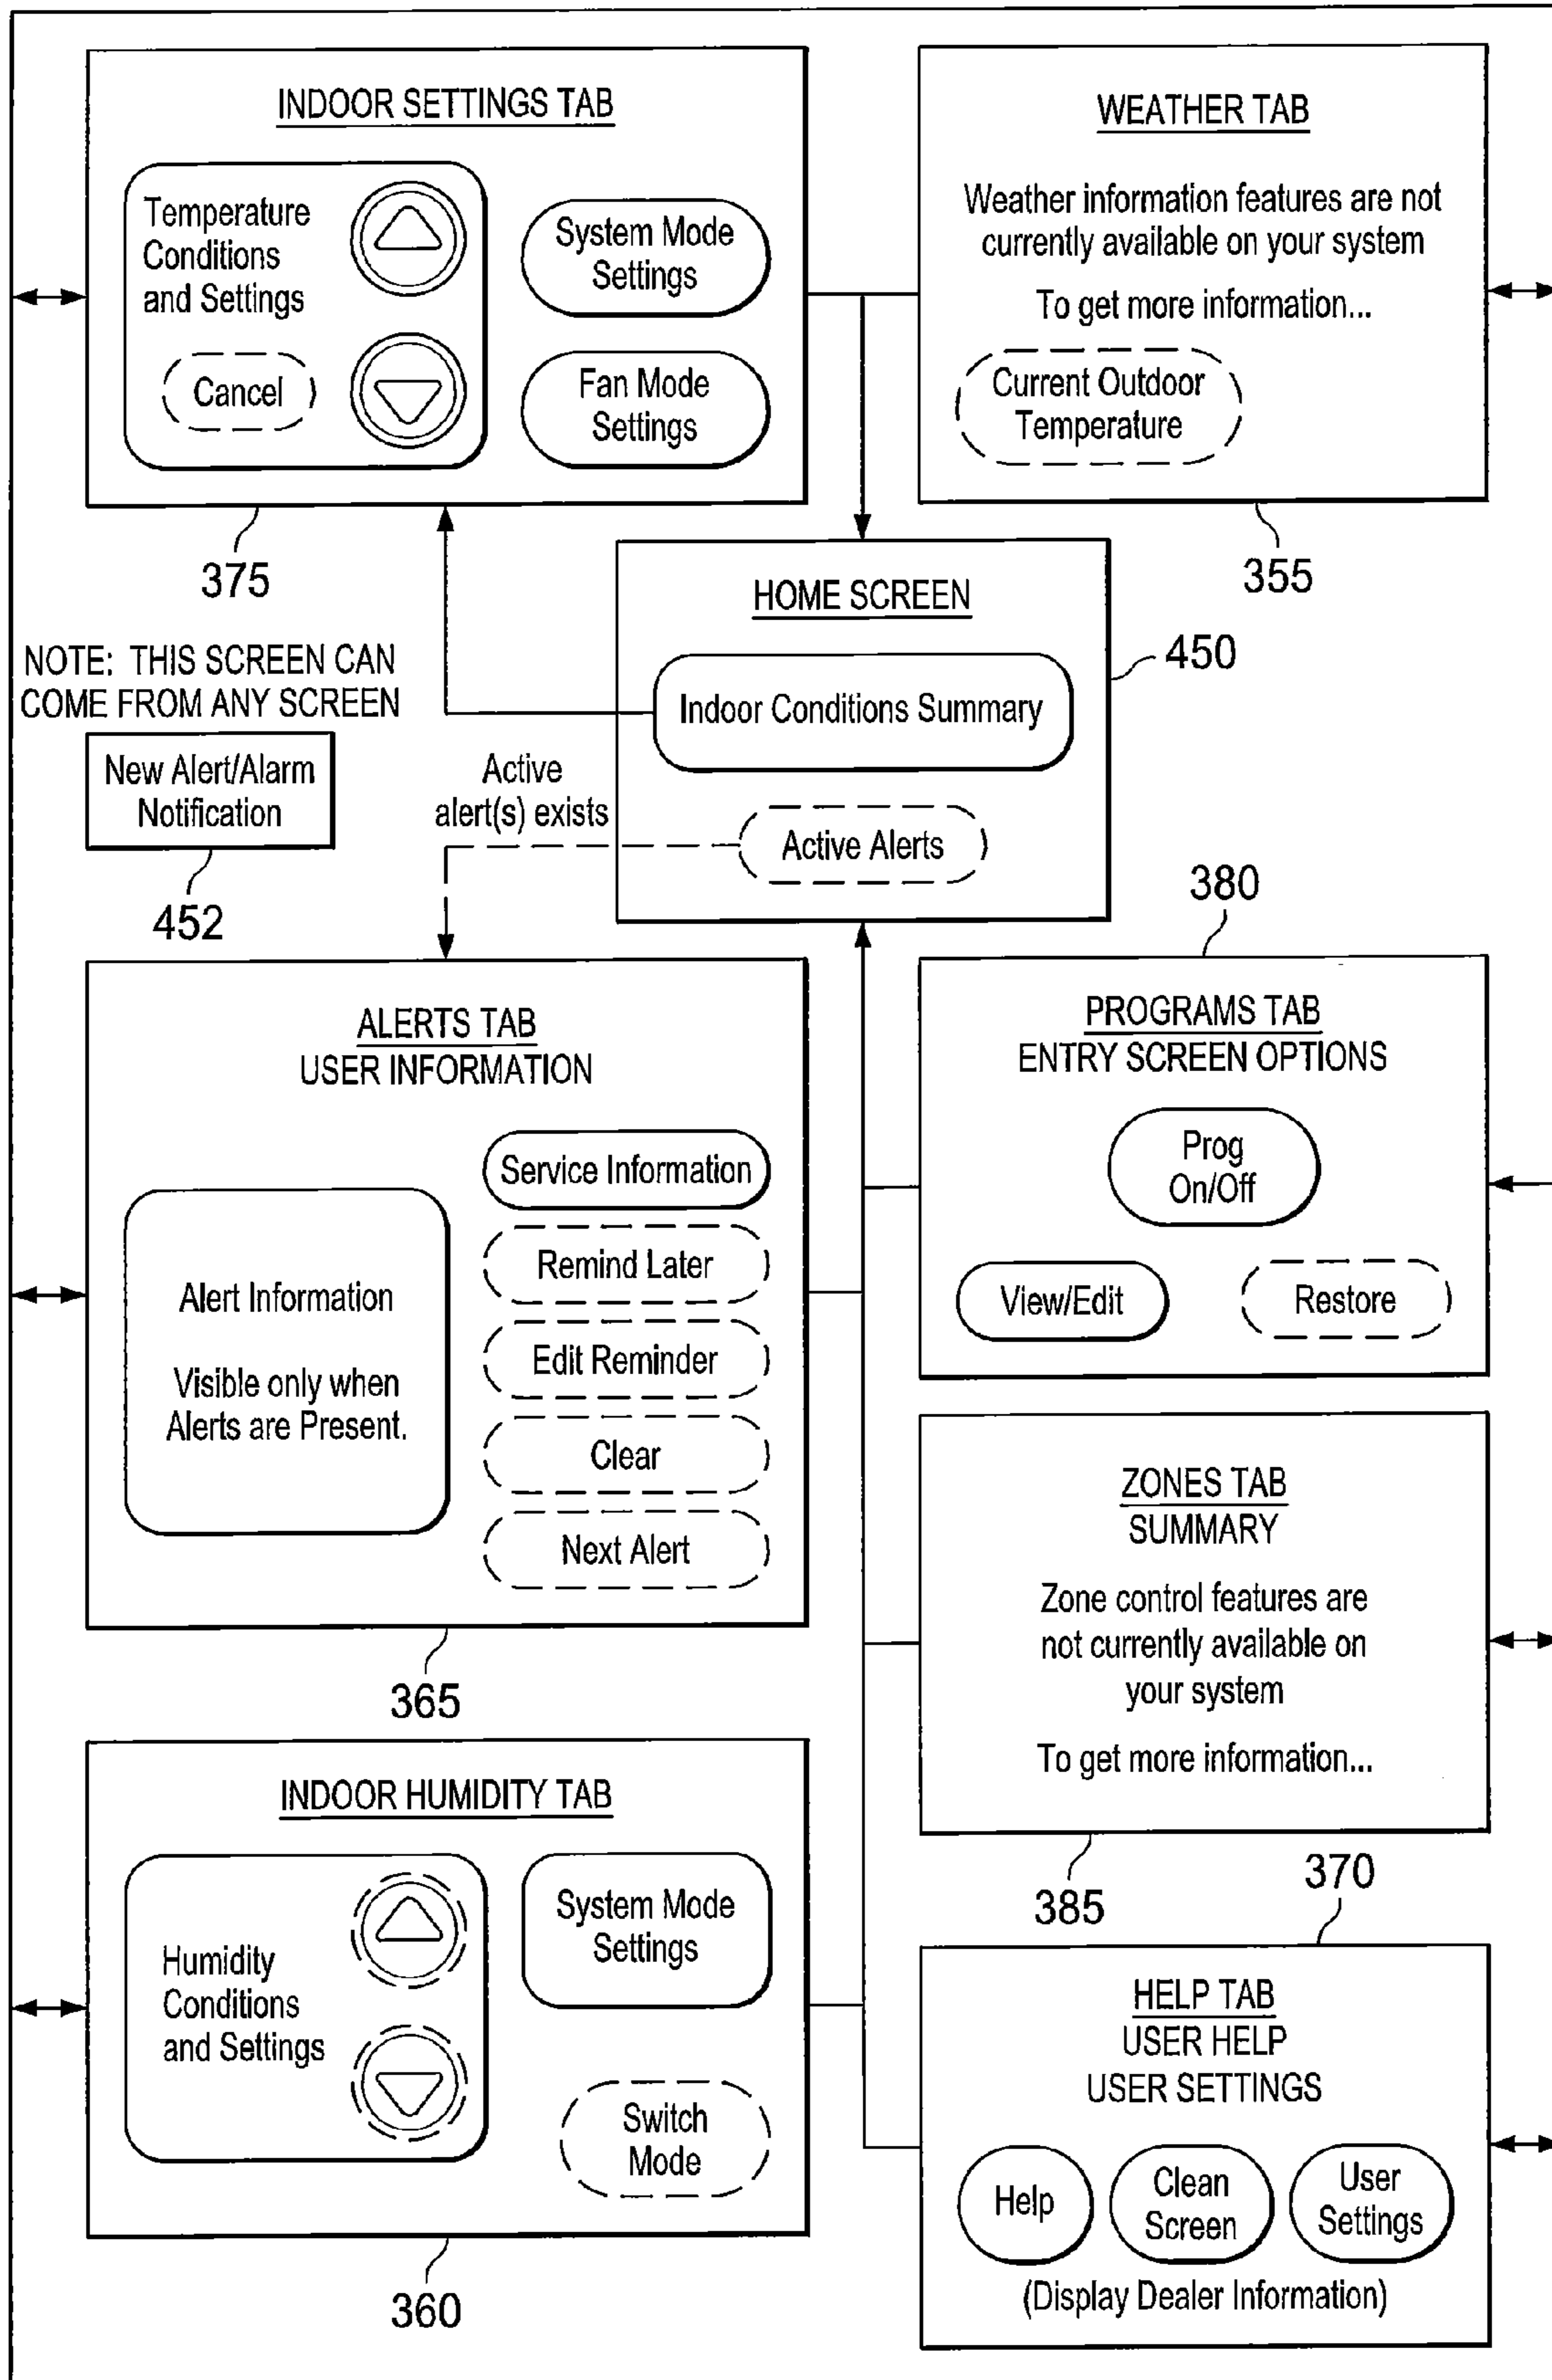 INDOOR SETTINGS TAB
Temperature
Conditions
and Settings
Cancel
System Mode
Settings
Fan Mode
Settings
375
WEATHER TAB
Weather information features are not
currently available on your system
To get more information...
Current Outdoor
Temperature
355
HOME SCREEN
Indoor Conditions Summary
Active Alerts
450
NOTE: THIS SCREEN CAN
COME FROM ANY SCREEN
New Alert/Alarm
Notification
452
Active
alert(s) exists
ALERTS TAB
USER INFORMATION
Alert Information
Visible only when
Alerts are Present.
Service Information
Remind Later
Edit Reminder
Clear
Next Alert
365
380
PROGRAMS TAB
ENTRY SCREEN OPTIONS
Prog
On/Off
View/Edit
Restore
ZONES TAB
SUMMARY
Zone control features are
not currently available on
your system
To get more information...
385
INDOOR HUMIDITY TAB
Humidity
Conditions
and Settings
System Mode
Settings
Switch
Mode
360
370
HELP TAB
USER HELP
USER SETTINGS
Help
Clean
Screen
User
Settings
(Display Dealer Information)